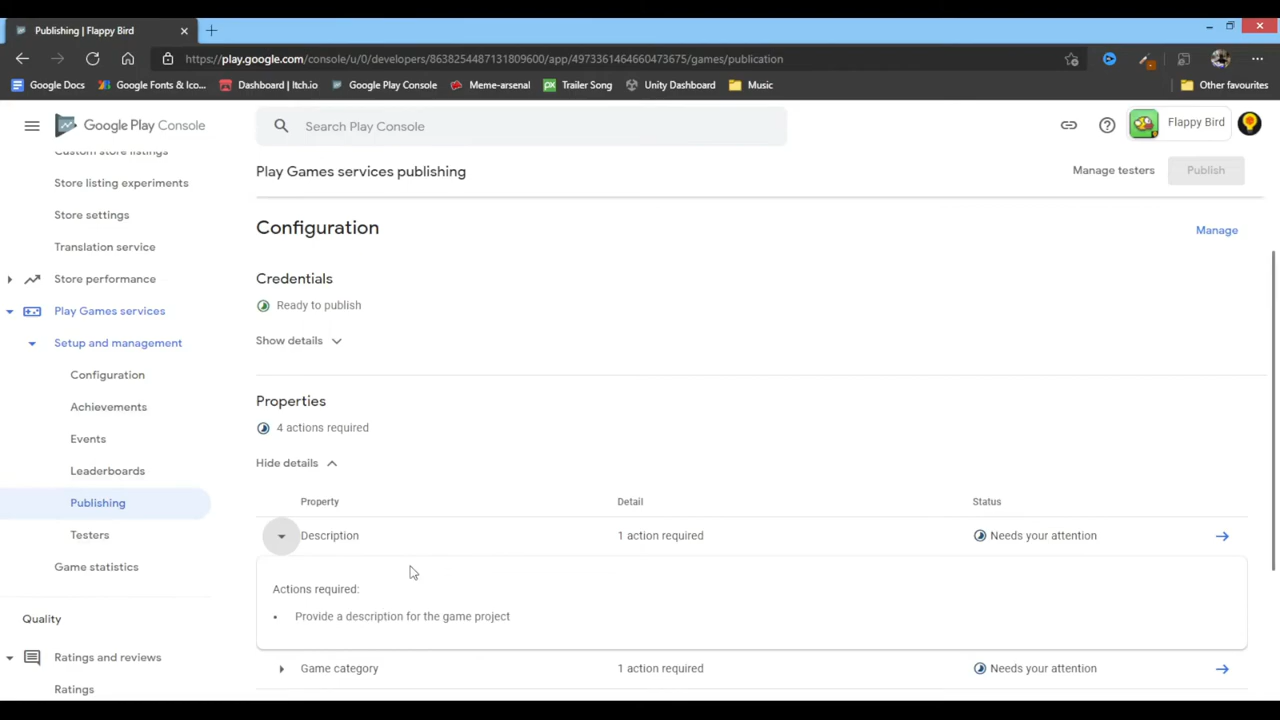 Publishing | Flappy Bird
https://play.google.com/console/u/0/developers/8638254487131809600/app/4973361464660473675/games/publication
Google Docs
Google Fonts & Ico...
Dashboard | Itch.io
Google Play Console
Meme-arsenal
Trailer Song
Unity Dashboard
Music
Other favourites
Google Play Console
Search Play Console
Flappy Bird
Custom store listings
Store listing experiments
Store settings
Translation service
Store performance
Play Games services
Setup and management
Configuration
Achievements
Events
Leaderboards
Publishing
Testers
Game statistics
Quality
Ratings and reviews
Ratings
Play Games services publishing
Manage testers
Publish
Configuration
Manage
Credentials
Ready to publish
Show details
Properties
4 actions required
Hide details
Property Detail Status
Description 1 action required Needs your attention
Actions required:
• Provide a description for the game project
Game category 1 action required Needs your attention